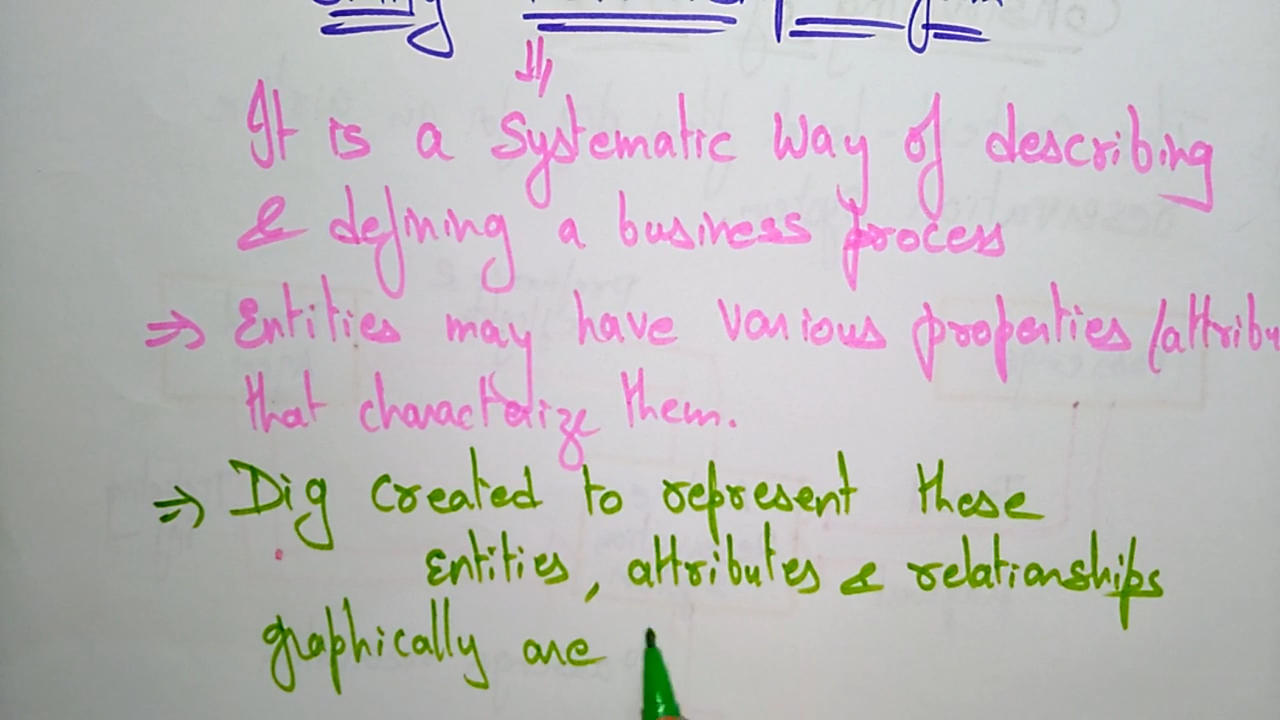 It is a systematic way of describing
& defining a business process
⇒ Entities may have various properties /attribu
that characterize them.
⇒ Dig created to represent these
entities, attributes & relationships
graphically are